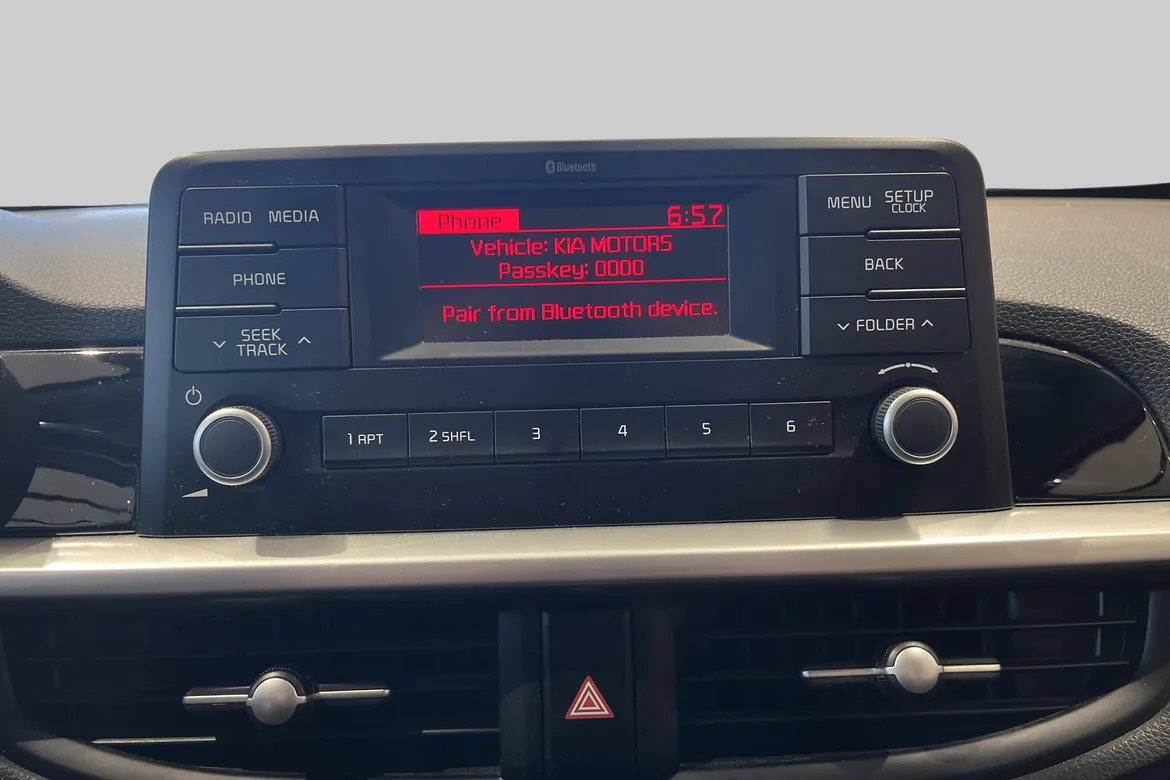 Bluetooth
RADIO MEDIA
PHONE
SEEK
TRACK
Phone 6:57
Vehicle: KIA MOTORS
Passkey: 0000
Pair from Bluetooth device.
MENU SETUP
CLOCK
BACK
FOLDER
1 RPT
2 SHFL
3
4
5
6